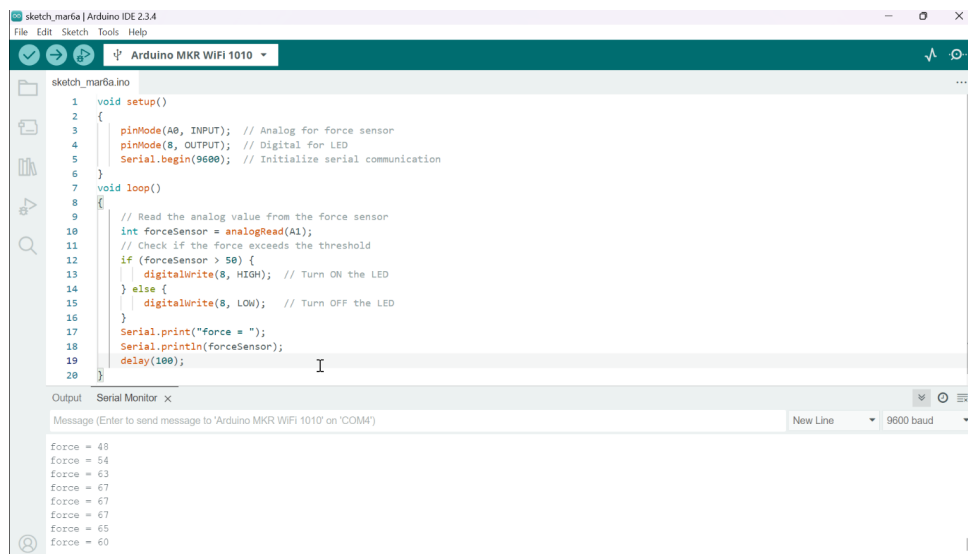 sketch_mar6a | Arduino IDE 2.3.4
File Edit Sketch Tools Help
Arduino MKR WiFi 1010
sketch_mar6a.ino
1 void setup()
2 {
3 pinMode(A0, INPUT); // Analog for force sensor
4 pinMode(8, OUTPUT); // Digital for LED
5 Serial.begin(9600); // Initialize serial communication
6 }
7 void loop()
8 {
9 // Read the analog value from the force sensor
10 int forceSensor = analogRead(A1);
11 // Check if the force exceeds the threshold
12 if (forceSensor > 50) {
13 digitalWrite(8, HIGH); // Turn ON the LED
14 } else {
15 digitalWrite(8, LOW); // Turn OFF the LED
16 }
17 Serial.print("force = ");
18 Serial.println(forceSensor);
19 delay(100);
20 }
Output Serial Monitor
Message (Enter to send message to 'Arduino MKR WiFi 1010' on 'COM4') New Line 9600 baud
force = 48
force = 54
force = 63
force = 67
force = 67
force = 67
force = 65
force = 60